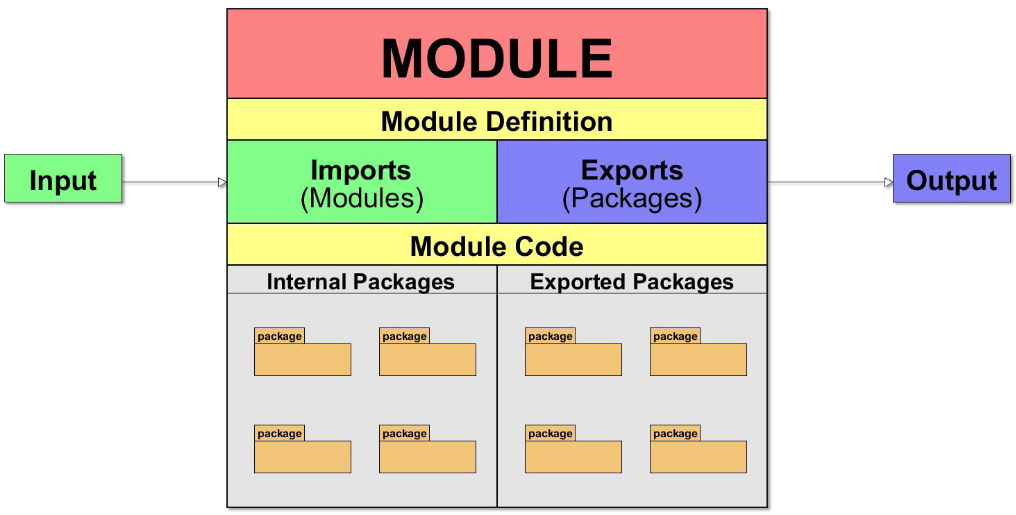 MODULE
Module Definition
Input
Imports
(Modules)
Exports
(Packages)
Output
Module Code
Internal Packages
Exported Packages
package
package
package
package
package
package
package
package